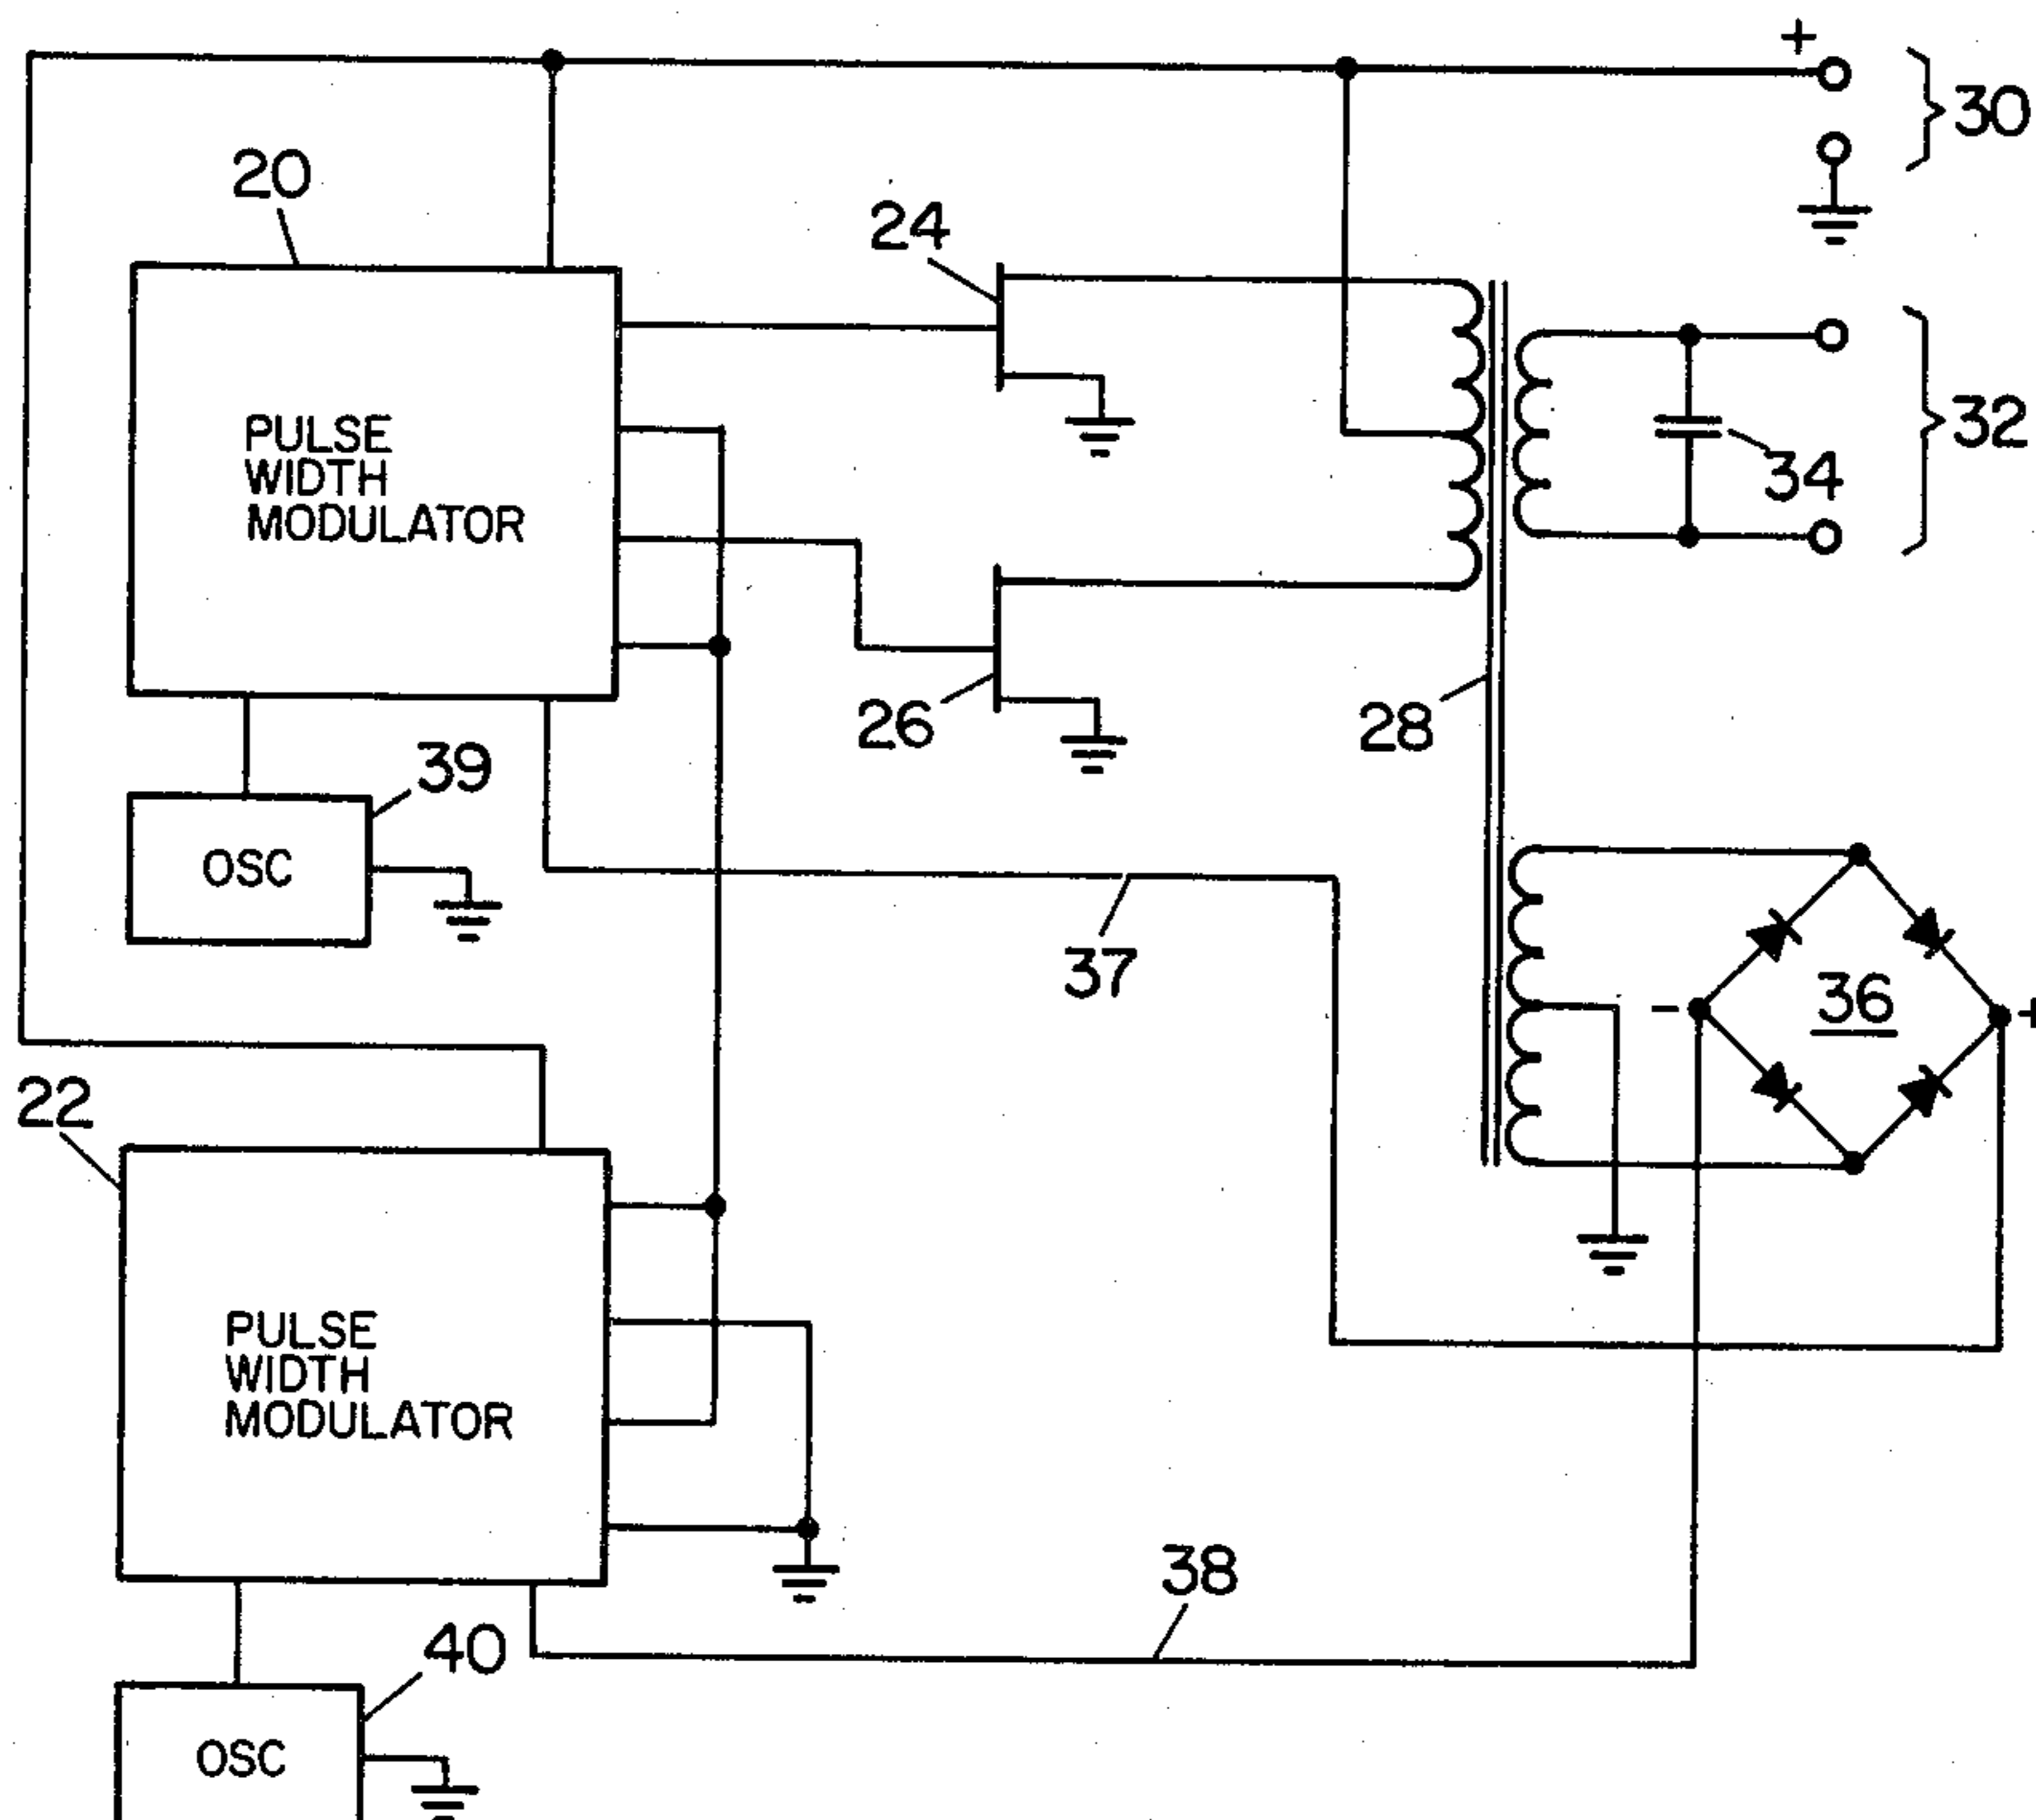 +
30
20
24
PULSE
WIDTH
MODULATOR
32
34
26
28
39
OSC
37
-
36
+
22
PULSE
WIDTH
MODULATOR
38
40
OSC